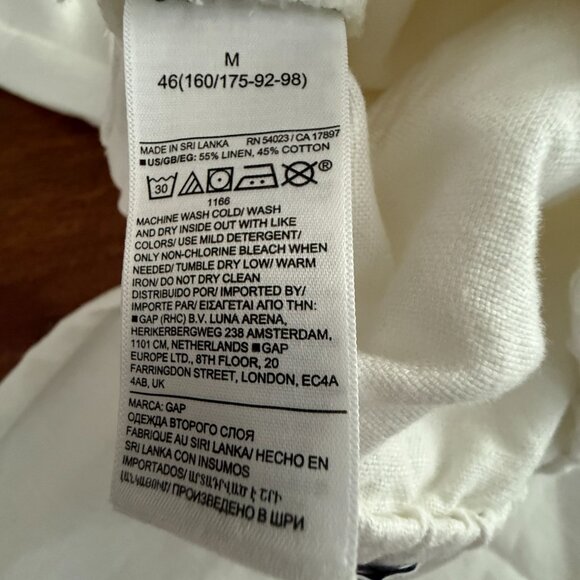 M
46(160/175-92-98)
MADE IN SRI LANKA RN 54023 / CA 17897
■US/GB/EG: 55% LINEN, 45% COTTON
30 ®
1166
MACHINE WASH COLD/ WASH
AND DRY INSIDE OUT WITH LIKE
COLORS/ USE MILD DETERGENT/
ONLY NON-CHLORINE BLEACH WHEN
NEEDED/ TUMBLE DRY LOW/ WARM
IRON/ DO NOT DRY CLEAN
DISTRIBUIDO POR/ IMPORTED BY/
IMPORTE PAR/ ΕΙΣΑΓΕΤΑΙ ΑΠΟ ΤΗΝ:
■GAP (RHC) B.V. LUNA ARENA,
HERIKERBERGWEG 238 AMSTERDAM,
1101 CM, NETHERLANDS ■GAP
EUROPE LTD., 8TH FLOOR, 20
FARRINGDON STREET, LONDON, EC4A
4AB, UK
MARCA: GAP
ОДЕЖДА ВТОРОГО СЛОЯ
FABRIQUE AU SIRI LANKA/ HECHO EN
SRI LANKA CON INSUMOS
IMPORTADOS/ ԱՐՏԱԴՐՎԱԾ Է ՇՐԻ
ԼԱՆԿԱՅՈՒՄ/ ПРОИЗВЕДЕНО В ШРИ